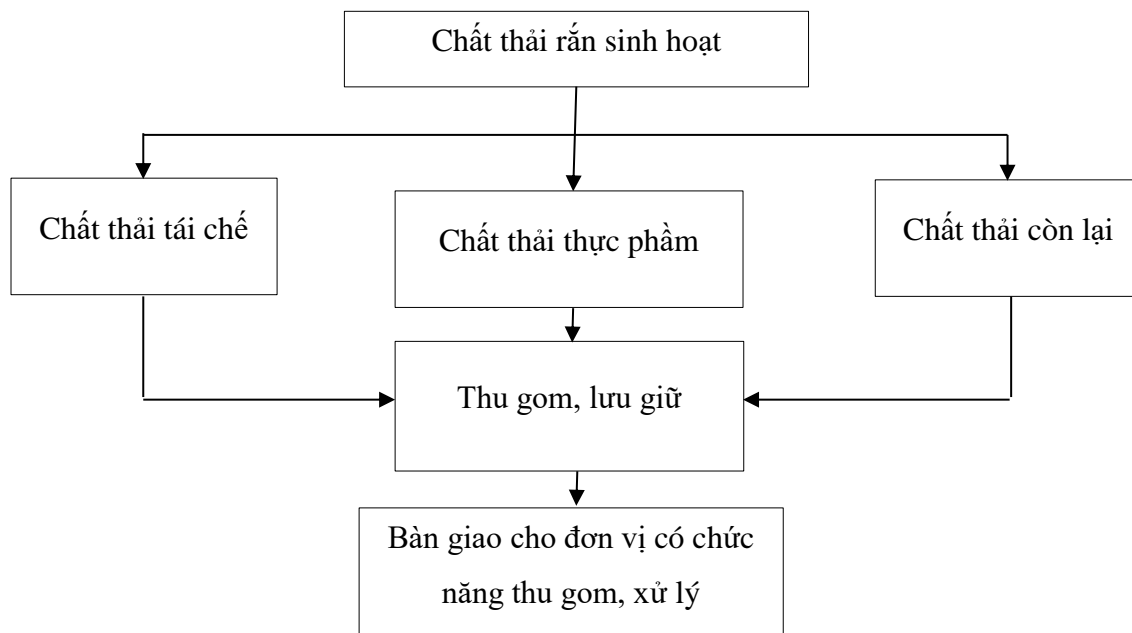 Chất thải rắn sinh hoạt
Chất thải tái chế
Chất thải thực phầm
Chất thải còn lại
Thu gom, lưu giữ
Bàn giao cho đơn vị có chức
năng thu gom, xử lý